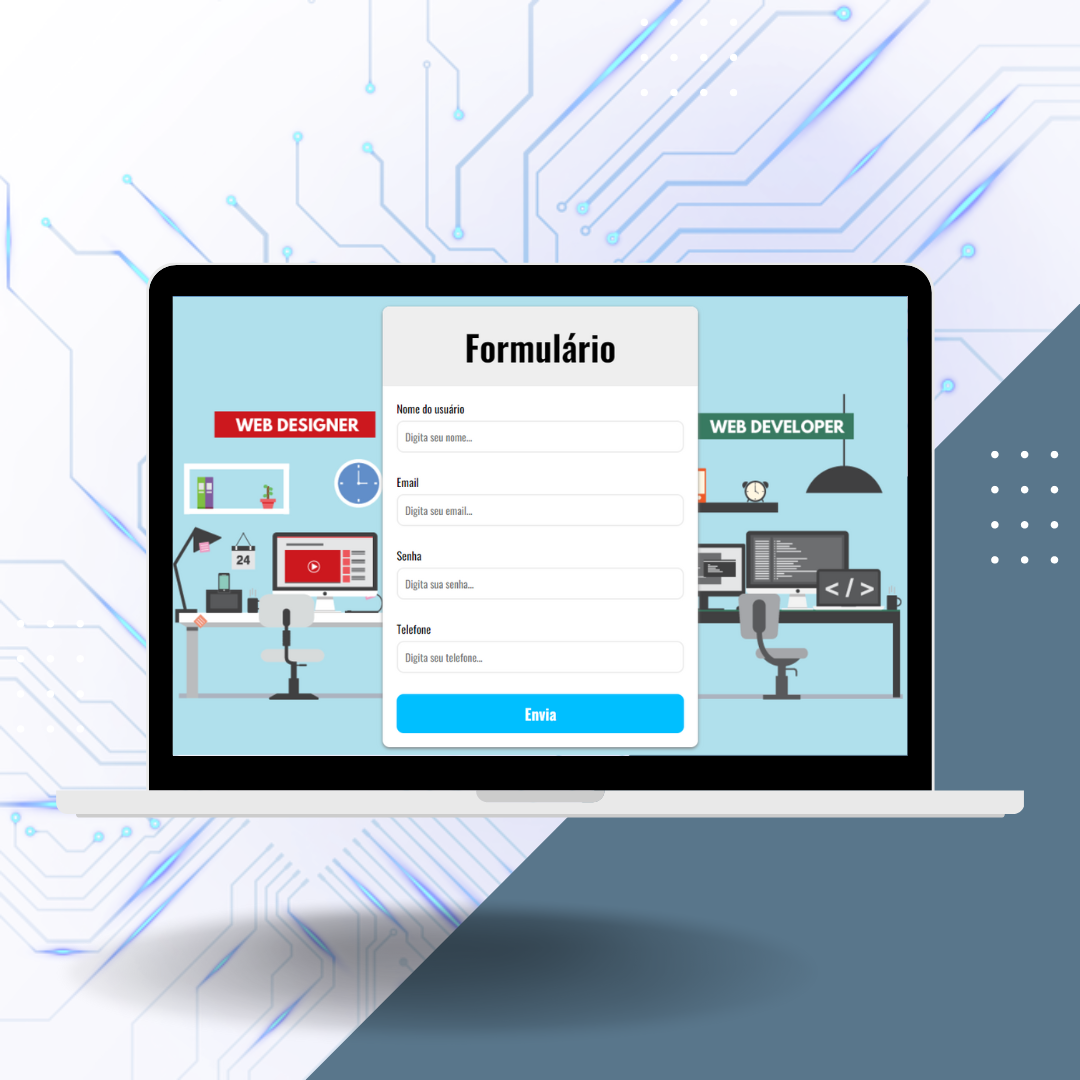 Formulário
Nome do usuário
Digita seu nome...
Email
Digita seu email...
Senha
Digita sua senha...
Telefone
Digita seu telefone...
Envia
WEB DESIGNER
24
WEB DEVELOPER
</>